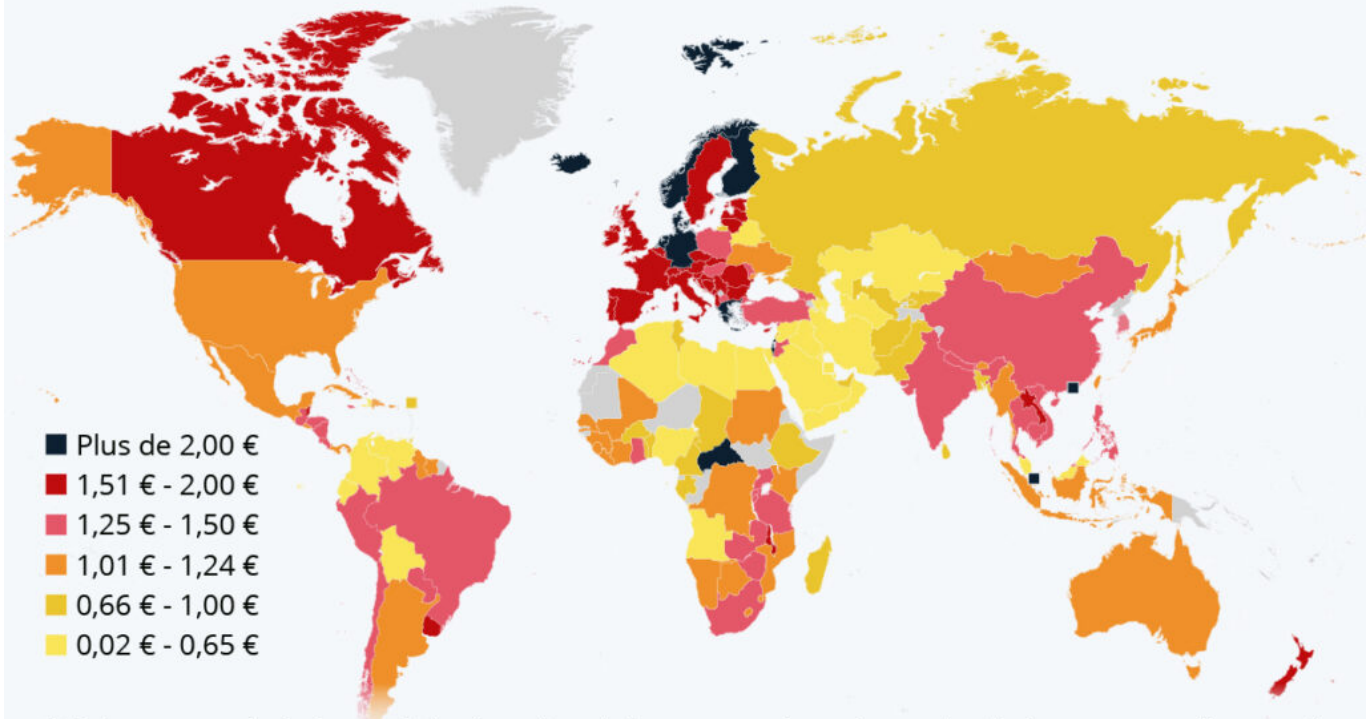 Plus de 2,00 €
1,51 € - 2,00 €
1,25 € - 1,50 €
1,01 € - 1,24 €
0,66 € - 1,00 €
0,02 € - 0,65 €